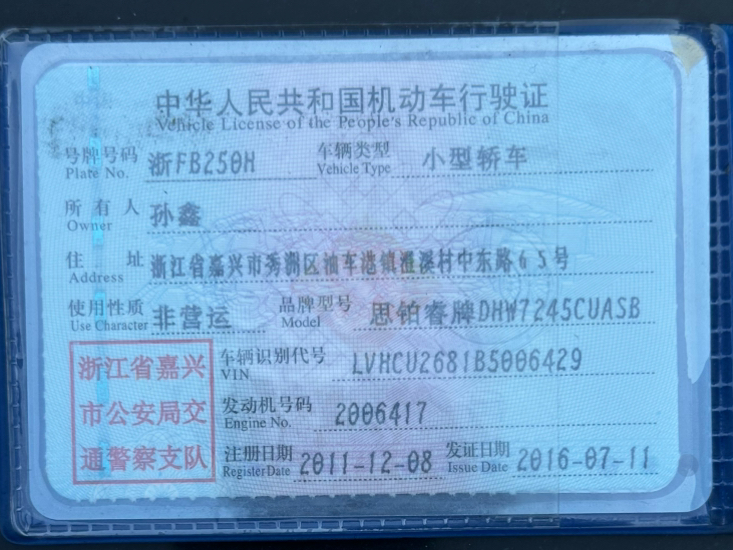 中华人民共和国机动车行驶证
Vehicle License of the People's Republic of China
号牌号码 浙FB250H 车辆类型 小型轿车
Plate No. Vehicle Type
所有人 孙鑫
Owner
住址 浙江省嘉兴市秀洲区油车港镇澄溪村中东路65号
Address
使用性质 非营运 品牌型号 思铂睿牌DHW7245CUASB
Use Character Model
浙江省嘉兴 车辆识别代号 LVHCU2681B5006429
VIN
市公安局交 发动机号码 2006417
Engine No.
通警察支队 注册日期 2011-12-08 发证日期 2016-07-11
Register Date Issue Date